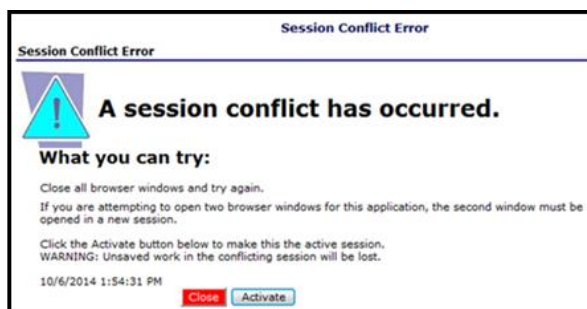 Session Conflict Error
Session Conflict Error
!
A session conflict has occurred.
What you can try:
Close all browser windows and try again.
If you are attempting to open two browser windows for this application, the second window must be
opened in a new session.
Click the Activate button below to make this the active session.
WARNING: Unsaved work in the conflicting session will be lost.
10/6/2014 1:54:31 PM
Close Activate